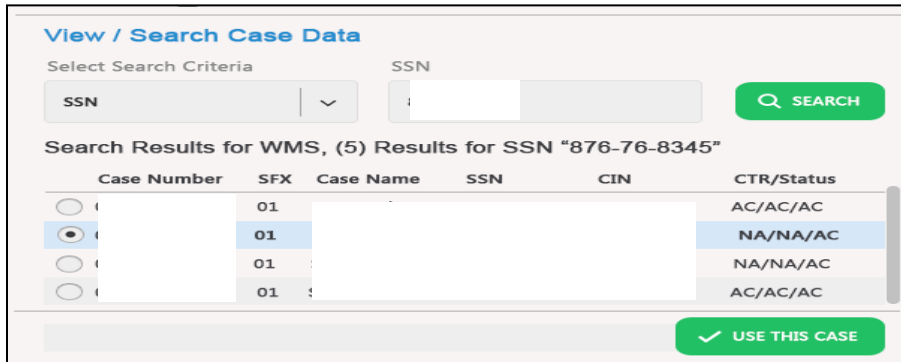 View / Search Case Data
Select Search Criteria SSN
SSN SEARCH
Search Results for WMS, (5) Results for SSN "876-76-8345"
Case Number SFX Case Name SSN CIN CTR/Status
01 AC/AC/AC
01 NA/NA/AC
01 NA/NA/AC
01 AC/AC/AC
USE THIS CASE